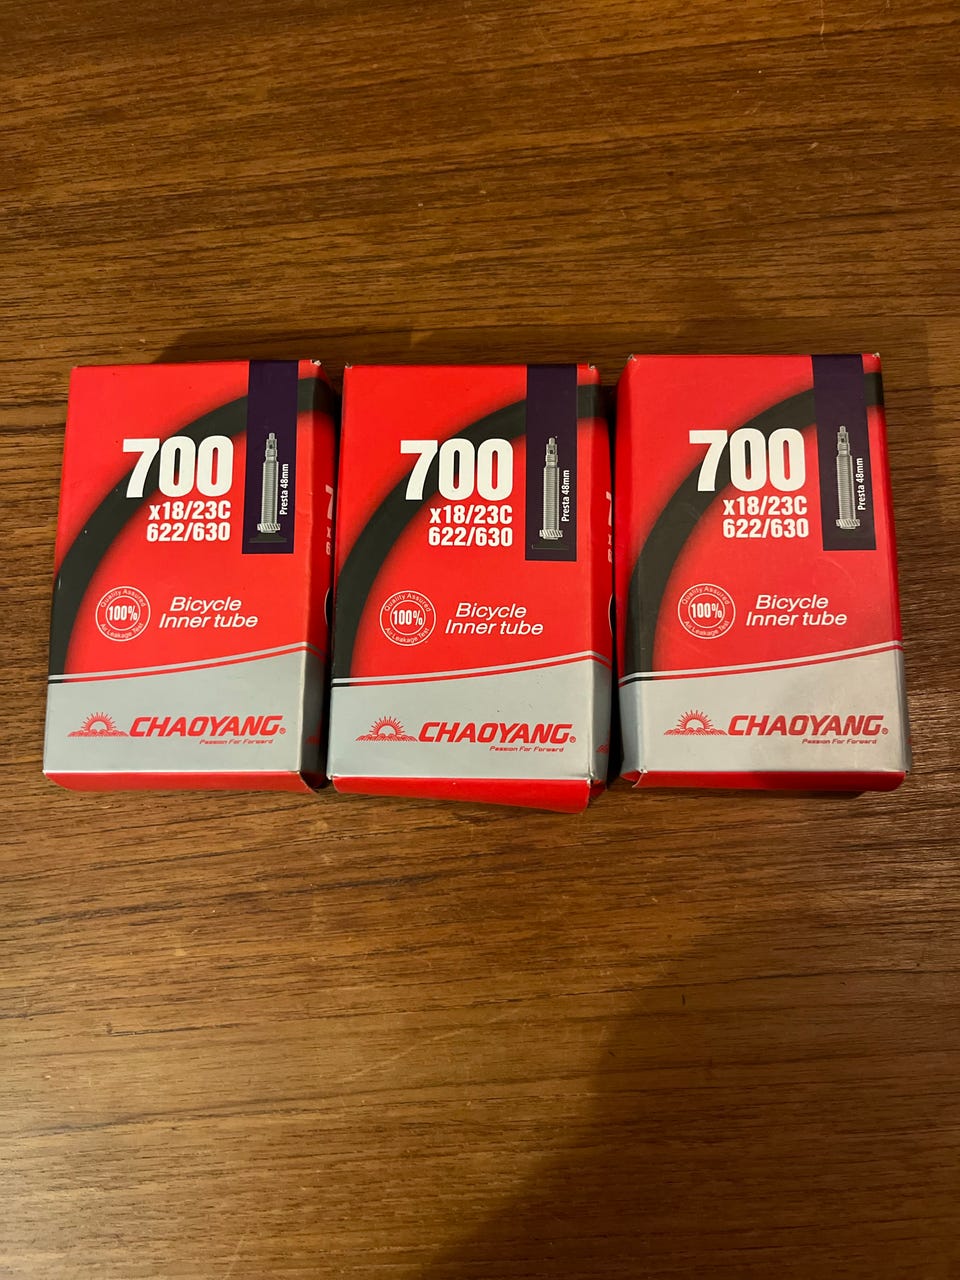 700
x18/23C
622/630
Presta 48mm
Quality Assured
100%
Air Leakage Test
Bicycle
Inner tube
CHAOYANG®
Passion For Forward
700
x18/23C
622/630
Presta 48mm
Quality Assured
100%
Air Leakage Test
Bicycle
Inner tube
CHAOYANG®
Passion For Forward
700
x18/23C
622/630
Presta 48mm
Quality Assured
100%
Air Leakage Test
Bicycle
Inner tube
CHAOYANG®
Passion For Forward